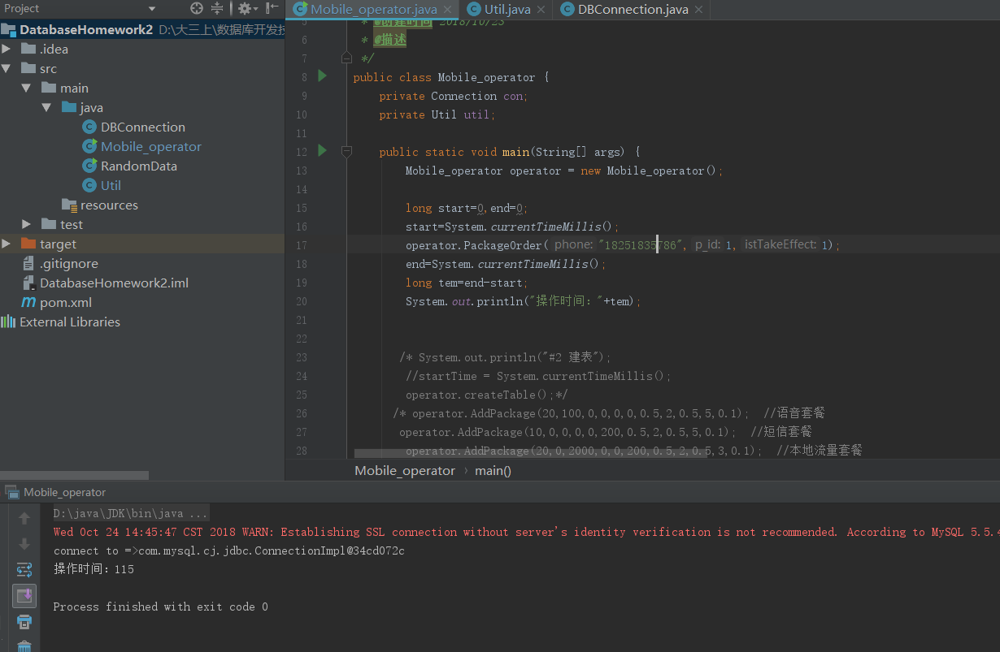 Project
Mobile_operator.java
Util.java
DBConnection.java
DatabaseHomework2 D:\大三上\数据库开发技
.idea
src
main
java
DBConnection
Mobile_operator
RandomData
Util
resources
test
target
.gitignore
DatabaseHomework2.iml
pom.xml
External Libraries
5 * @创建时间 2018/10/23
6 * @描述
7 */
8 public class Mobile_operator {
9 private Connection con;
10 private Util util;
11
12 public static void main(String[] args) {
13 Mobile_operator operator = new Mobile_operator();
14
15 long start=0,end=0;
16 start=System.currentTimeMillis();
17 operator.PackageOrder( phone: "18251835786", p_id: 1, istTakeEffect: 1);
18 end=System.currentTimeMillis();
19 long tem=end-start;
20 System.out.println("操作时间: "+tem);
21
22
23 /* System.out.println("#2 建表");
24 //startTime = System.currentTimeMillis();
25 operator.createTable();*/
26 /* operator.AddPackage(20,100,0,0,0,0,0.5,2,0.5,5,0.1); //语音套餐
27 operator.AddPackage(10,0,0,0,0,200,0.5,2,0.5,5,0.1); //短信套餐
28 operator.AddPackage(20,0,2000,0,0,200,0.5,2,0.5,3,0.1); //本地流量套餐
Mobile_operator › main()
Mobile_operator
D:\java\JDK\bin\java ...
Wed Oct 24 14:45:47 CST 2018 WARN: Establishing SSL connection without server's identity verification is not recommended. According to MySQL 5.5.4
connect to =>com.mysql.cj.jdbc.ConnectionImpl@34cd072c
操作时间: 115
Process finished with exit code 0